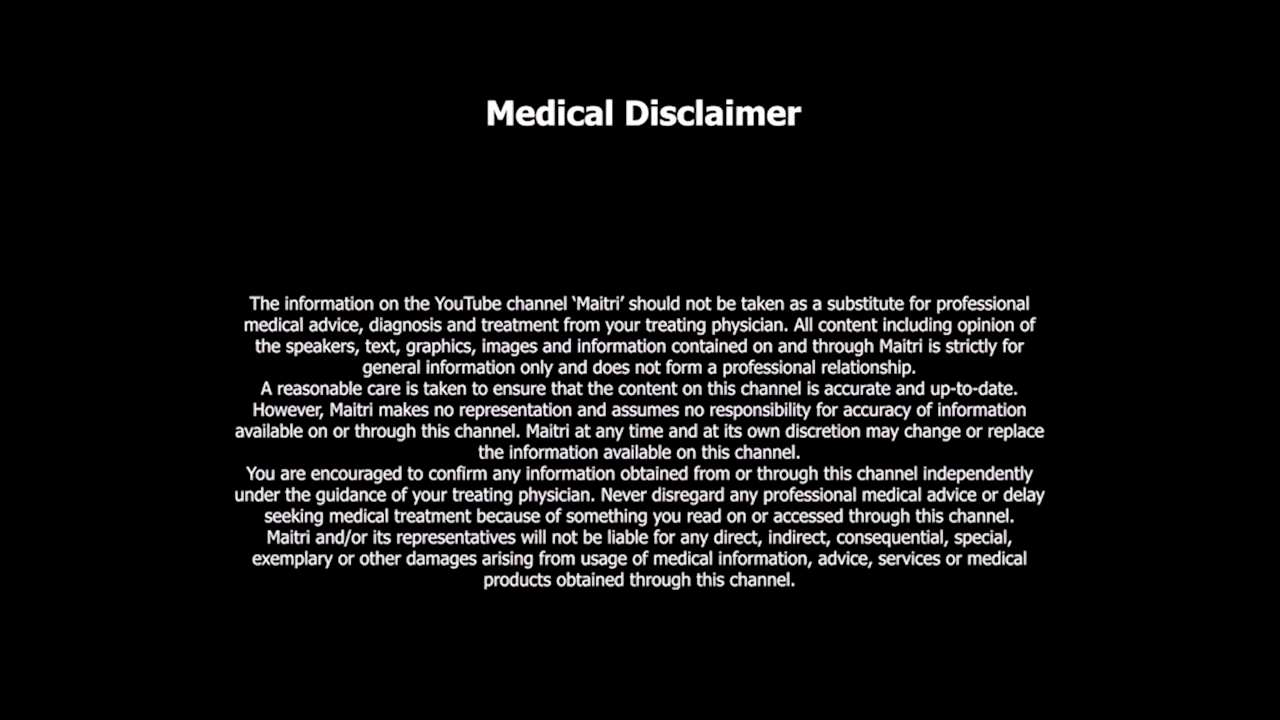 Medical Disclaimer
The information on the YouTube channel ‘Maitri’ should not be taken as a substitute for professional
medical advice, diagnosis and treatment from your treating physician. All content including opinion of
the speakers, text, graphics, images and information contained on and through Maitri is strictly for
general information only and does not form a professional relationship.
A reasonable care is taken to ensure that the content on this channel is accurate and up-to-date.
However, Maitri makes no representation and assumes no responsibility for accuracy of information
available on or through this channel. Maitri at any time and at its own discretion may change or replace
the information available on this channel.
You are encouraged to confirm any information obtained from or through this channel independently
under the guidance of your treating physician. Never disregard any professional medical advice or delay
seeking medical treatment because of something you read on or accessed through this channel.
Maitri and/or its representatives will not be liable for any direct, indirect, consequential, special,
exemplary or other damages arising from usage of medical information, advice, services or medical
products obtained through this channel.